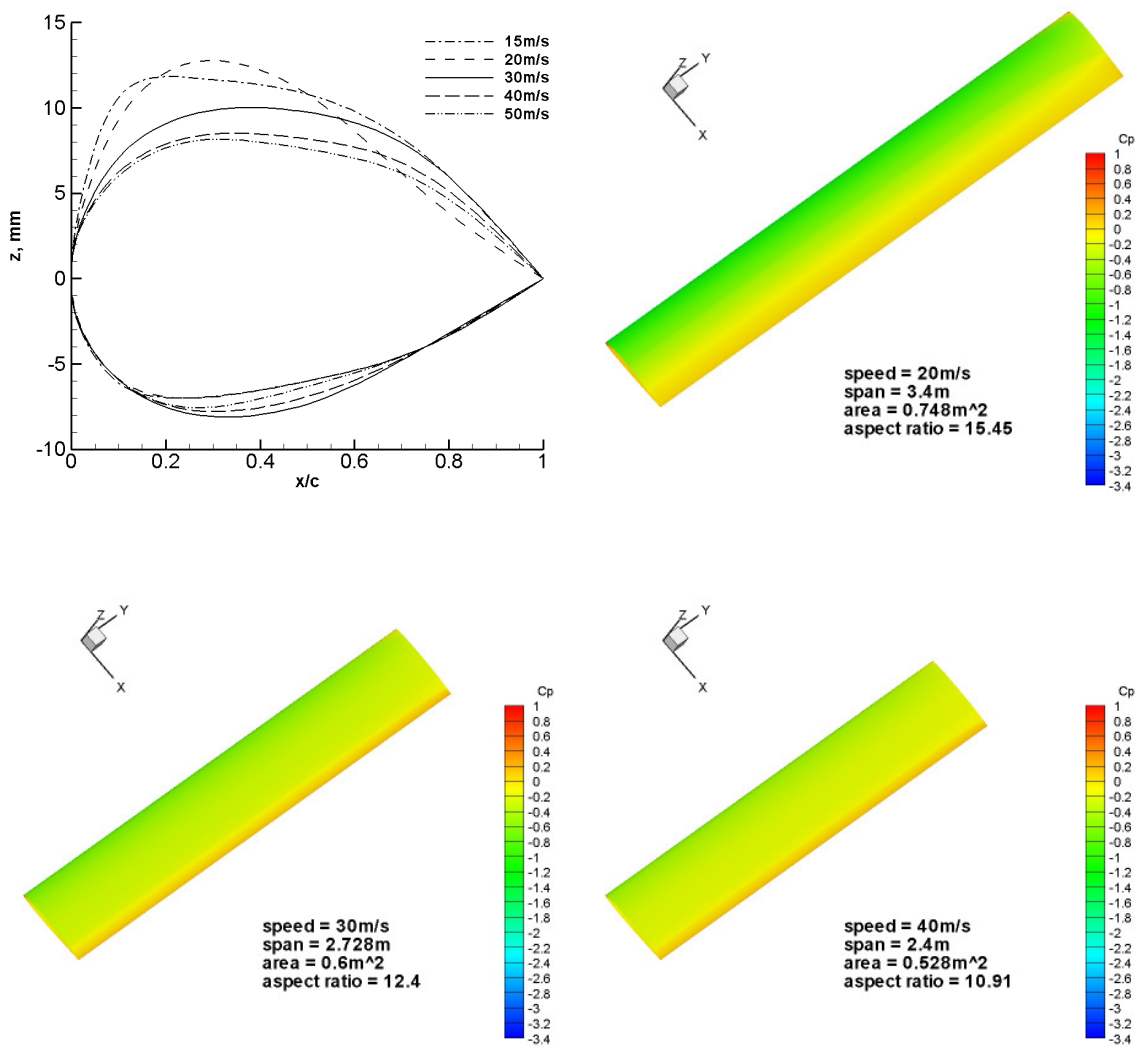 15
10
5
0
-5
-10
z, mm
0
0.2
0.4
0.6
0.8
1
x/c
15m/s
20m/s
30m/s
40m/s
50m/s
Z
Y
X
Cp
1
0.8
0.6
0.4
0.2
0
-0.2
-0.4
-0.6
-0.8
-1
-1.2
-1.4
-1.6
-1.8
-2
-2.2
-2.4
-2.6
-2.8
-3
-3.2
-3.4
speed = 20m/s
span = 3.4m
area = 0.748m^2
aspect ratio = 15.45
Z
Y
X
Cp
1
0.8
0.6
0.4
0.2
0
-0.2
-0.4
-0.6
-0.8
-1
-1.2
-1.4
-1.6
-1.8
-2
-2.2
-2.4
-2.6
-2.8
-3
-3.2
-3.4
speed = 30m/s
span = 2.728m
area = 0.6m^2
aspect ratio = 12.4
Z
Y
X
Cp
1
0.8
0.6
0.4
0.2
0
-0.2
-0.4
-0.6
-0.8
-1
-1.2
-1.4
-1.6
-1.8
-2
-2.2
-2.4
-2.6
-2.8
-3
-3.2
-3.4
speed = 40m/s
span = 2.4m
area = 0.528m^2
aspect ratio = 10.91